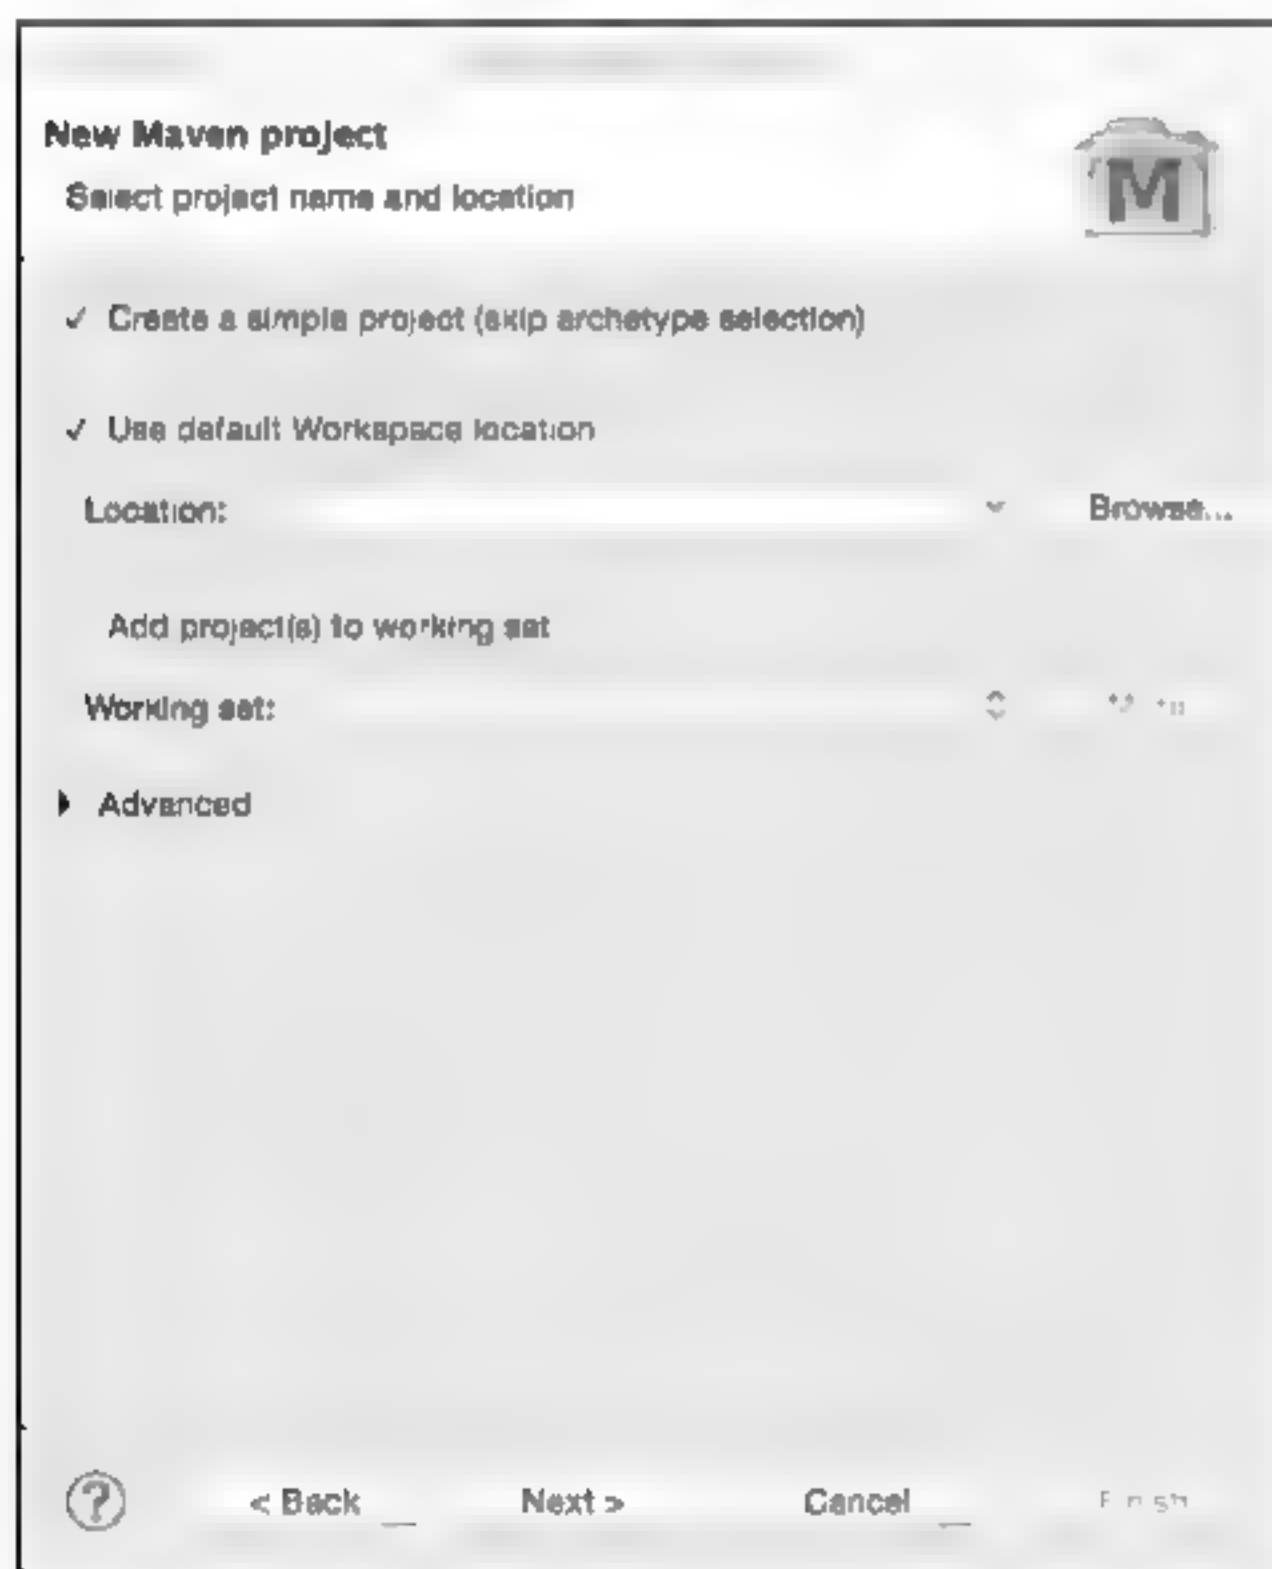 New Maven project
Select project name and location
M
✓ Create a simple project (skip archetype selection)
✓ Use default Workspace location
Location: Browse...
Add project(s) to working set
Working set:
Advanced
? < Back Next > Cancel Finish